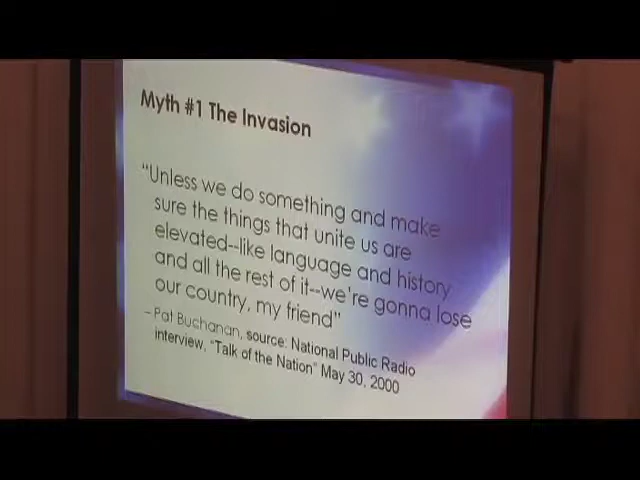 Myth #1 The Invasion
“Unless we do something and make
sure the things that unite us are
elevated--like language and history
and all the rest of it--we’re gonna lose
our country, my friend”
– Pat Buchanan, source: National Public Radio
interview, “Talk of the Nation” May 30, 2000